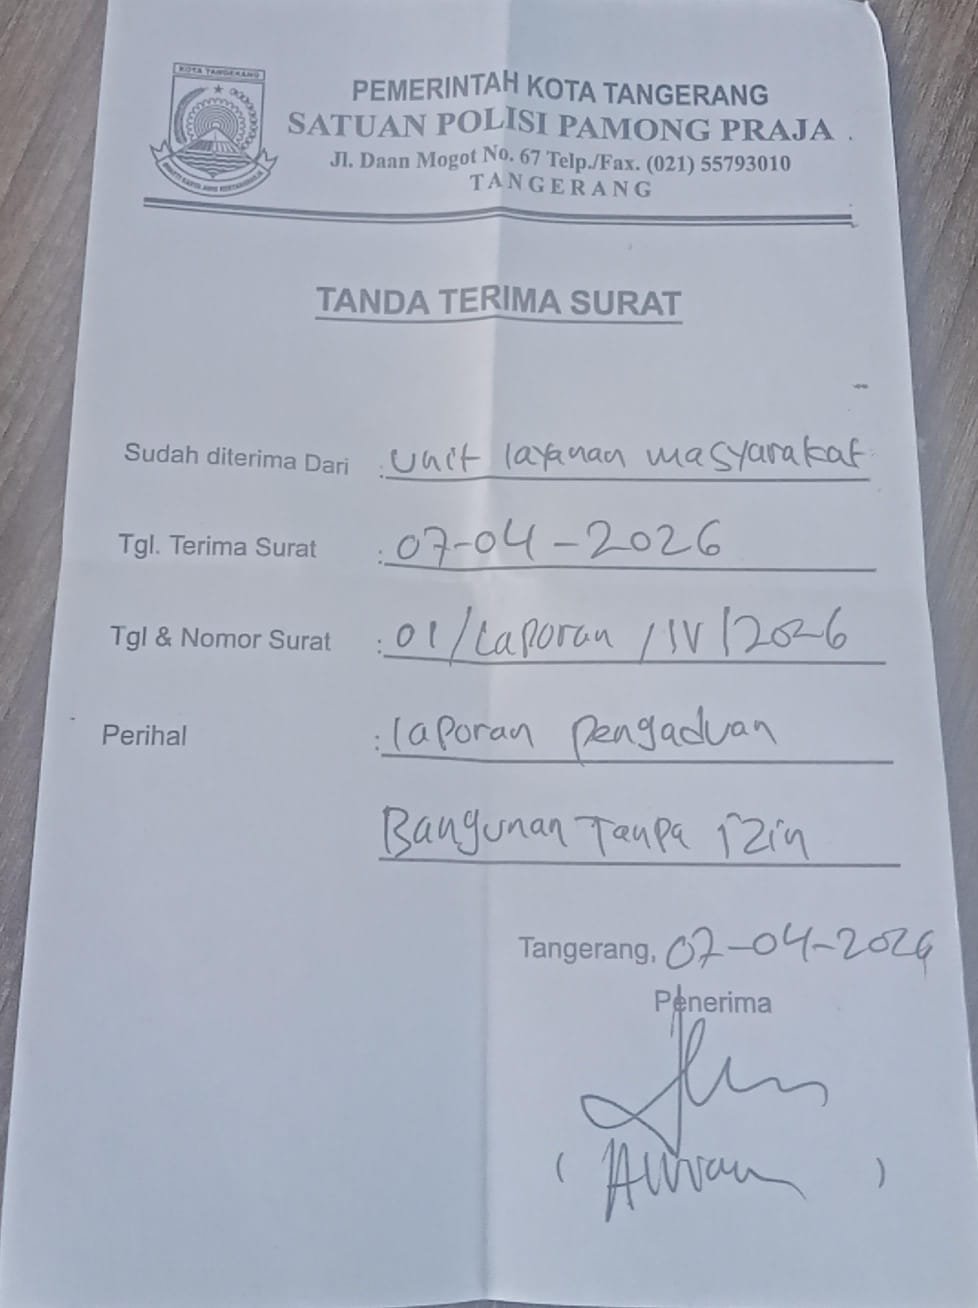 KOTA TANGERANG
PEMERINTAH KOTA TANGERANG
SATUAN POLISI PAMONG PRAJA
Jl. Daan Mogot No. 67 Telp./Fax. (021) 55793010
TANGERANG
TANDA TERIMA SURAT
Sudah diterima Dari : Unit layanan masyarakat
Tgl. Terima Surat : 07-04-2026
Tgl & Nomor Surat : 01/Laporan/IV/2026
Perihal : laporan pengaduan
Bangunan Tanpa izin
Tangerang, 07-04-2026
Penerima